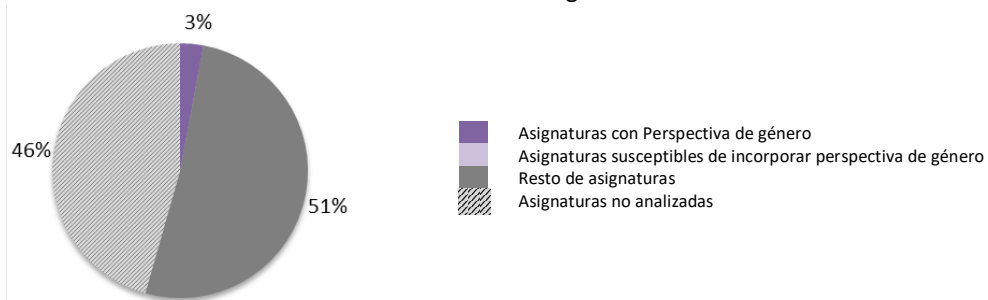 3%
46%
51%
Asignaturas con Perspectiva de género
Asignaturas susceptibles de incorporar perspectiva de género
Resto de asignaturas
Asignaturas no analizadas